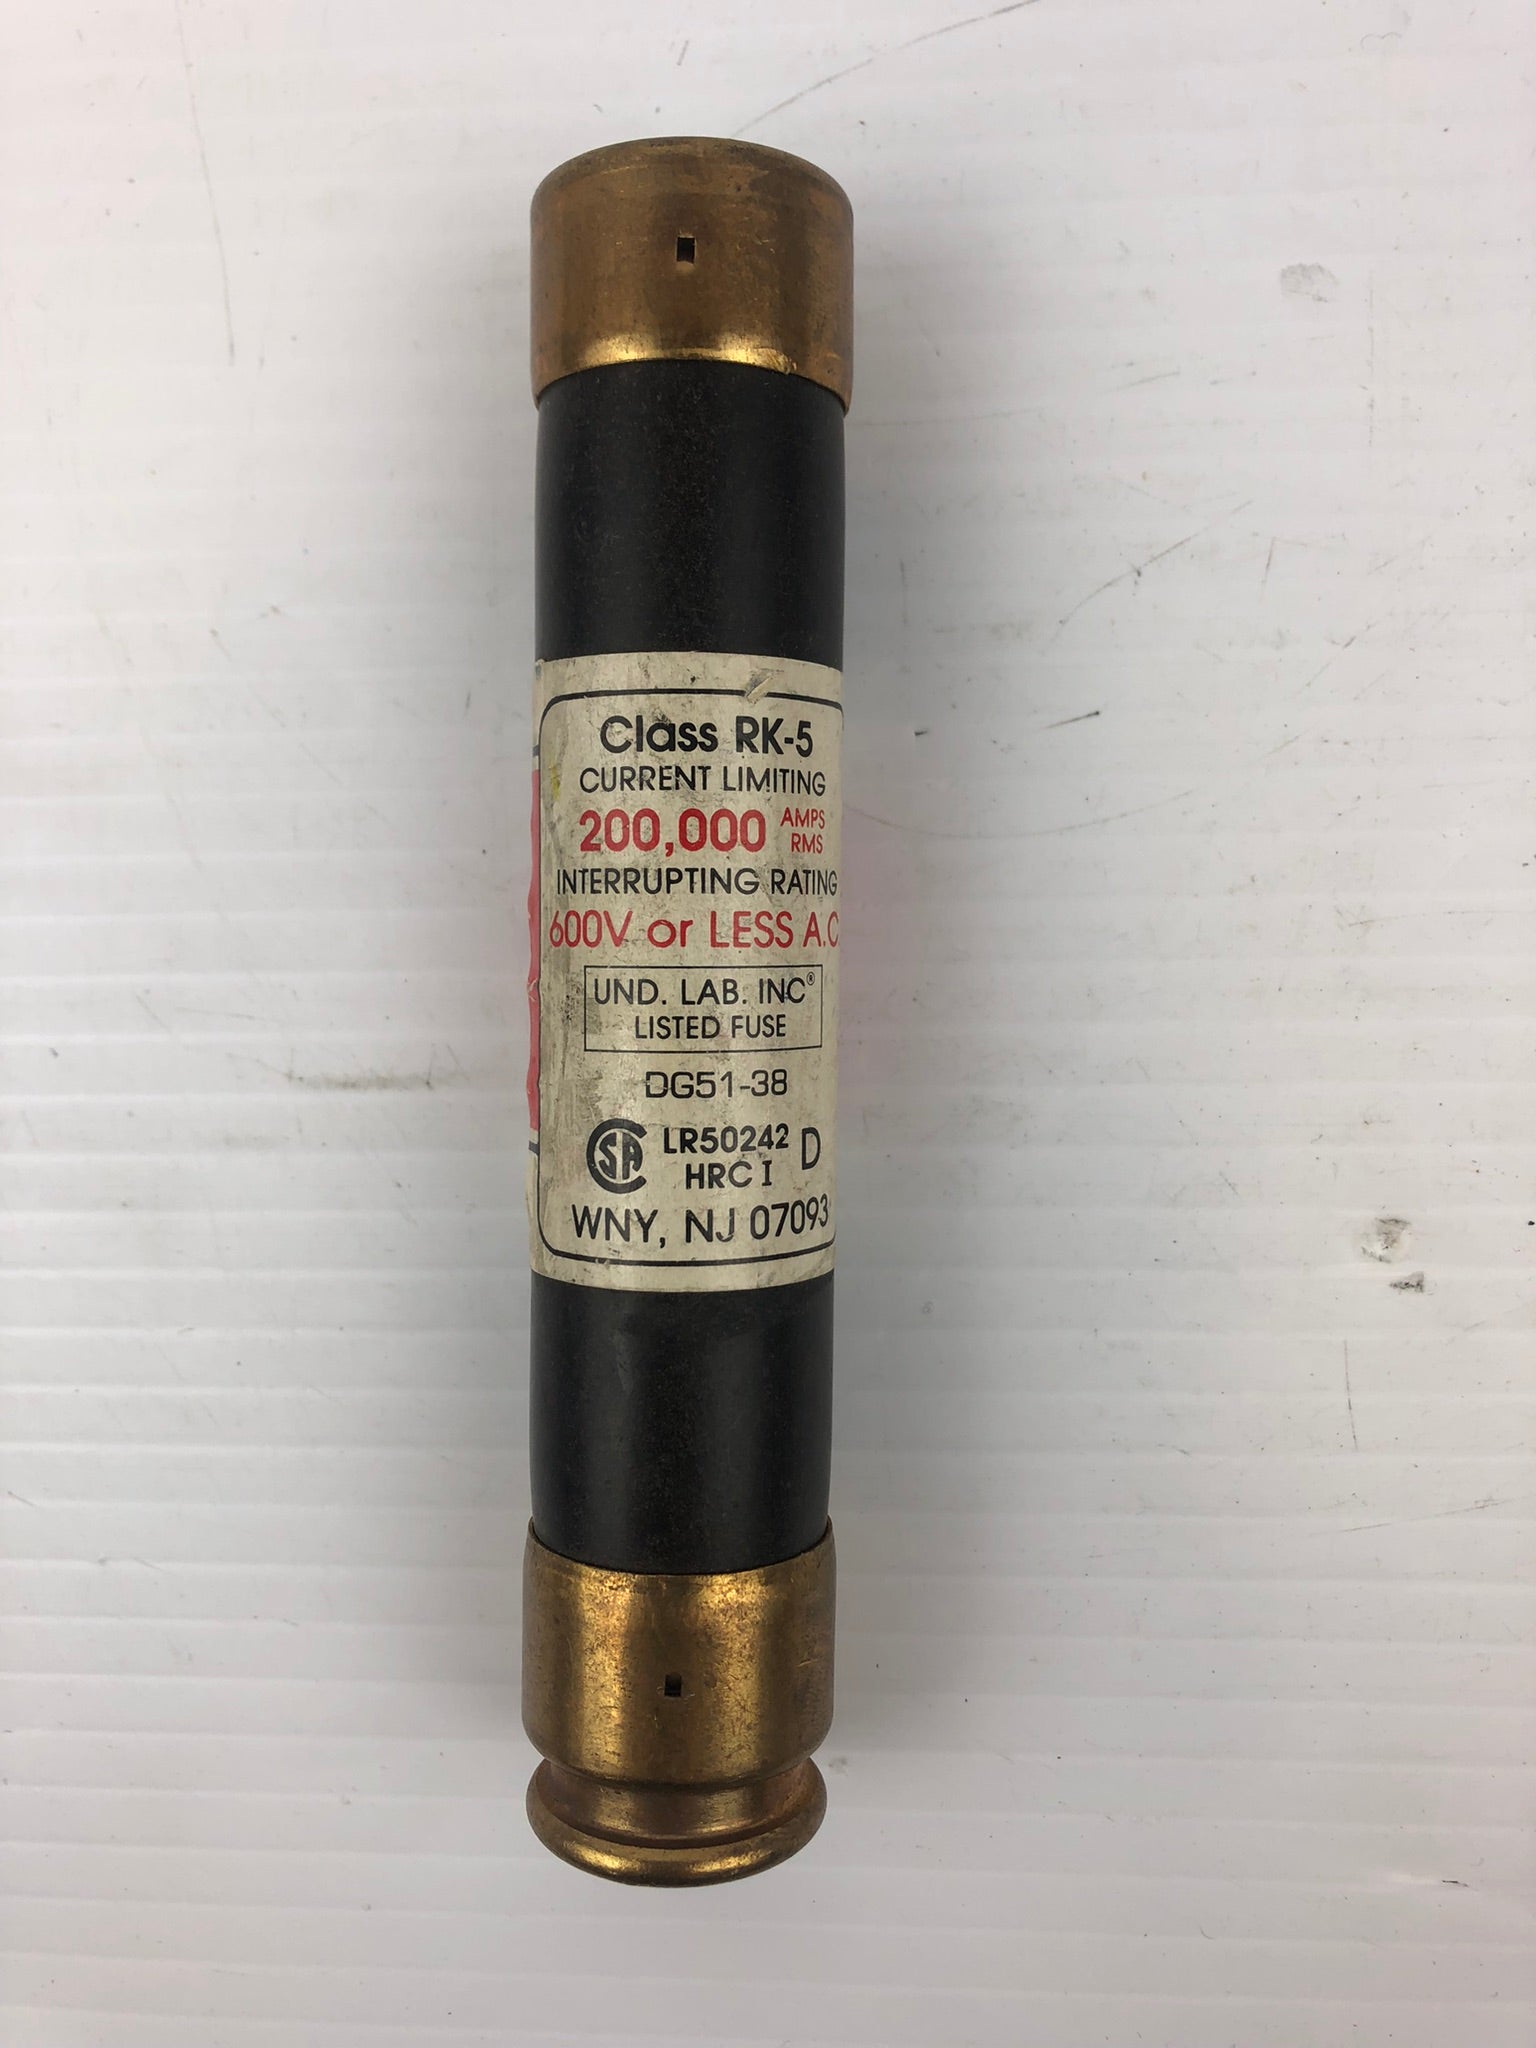 Class RK-5
CURRENT LIMITING
200,000 AMPS RMS
INTERRUPTING RATING
600V or LESS A.C.
UND. LAB. INC®
LISTED FUSE
DG51-38
CSA LR50242 D
HRC I
WNY, NJ 07093